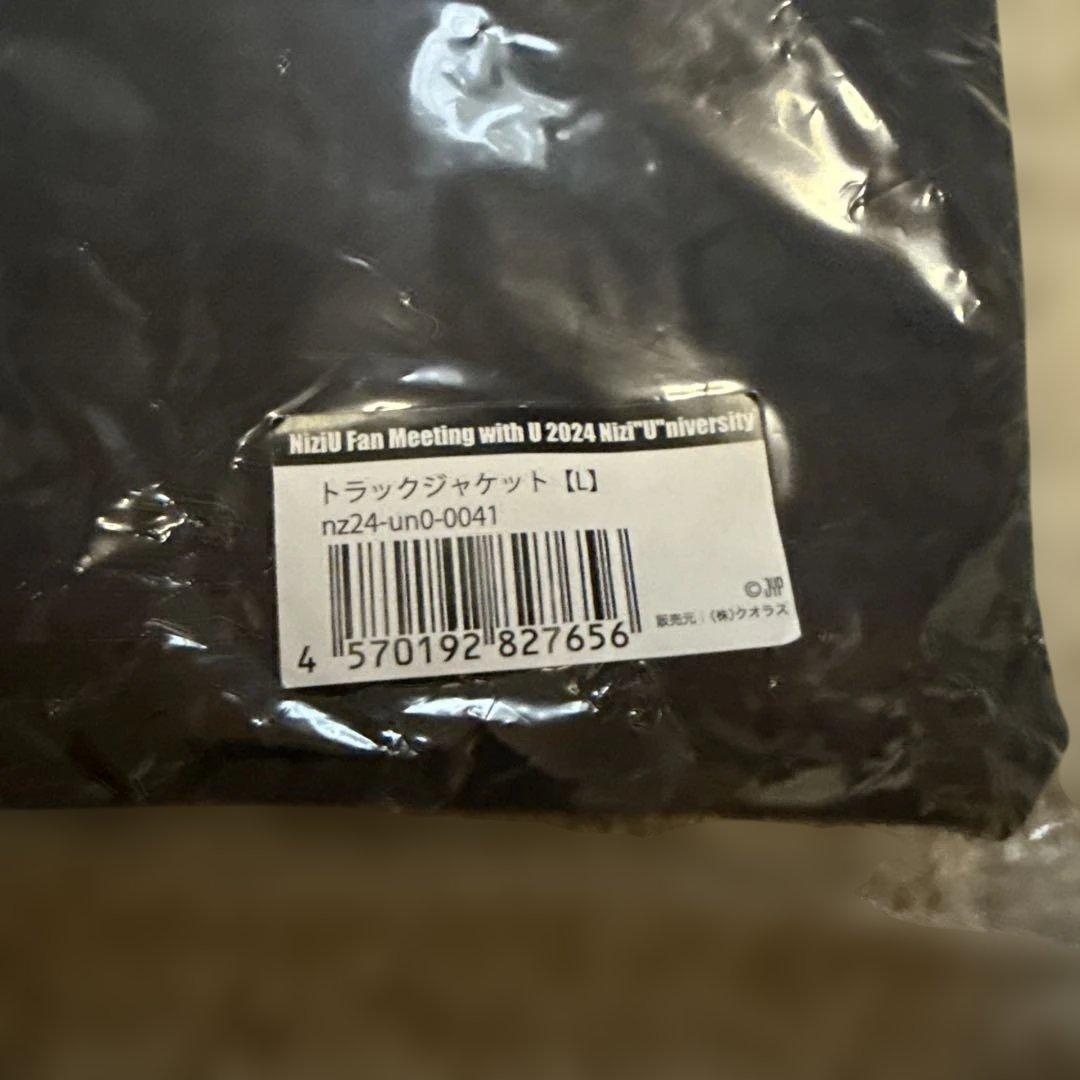 NiziU Fan Meeting with U 2024 Nizi"U"niversity
トラックジャケット【L】
nz24-un0-0041
4 570192 827656
©JYP
販売元｜(株)クオラス